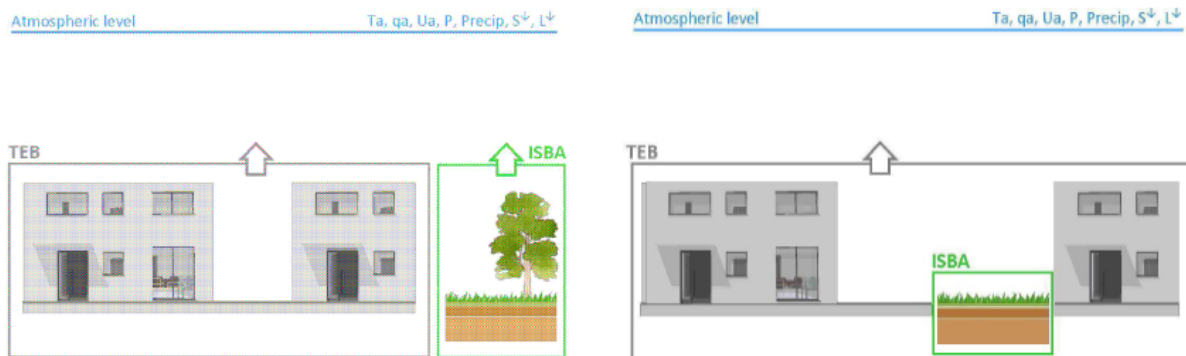 Atmospheric level Ta, qa, Ua, P, Precip, S↓, L↓
Atmospheric level Ta, qa, Ua, P, Precip, S↓, L↓
TEB ISBA
TEB
ISBA